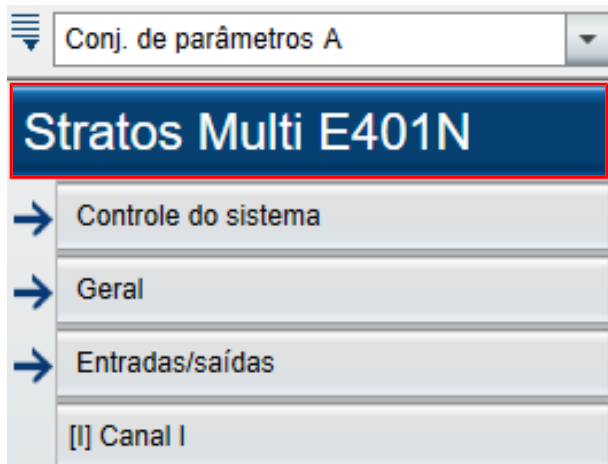 Conj. de parâmetros A
Stratos Multi E401N
Controle do sistema
Geral
Entradas/saídas
[I] Canal I